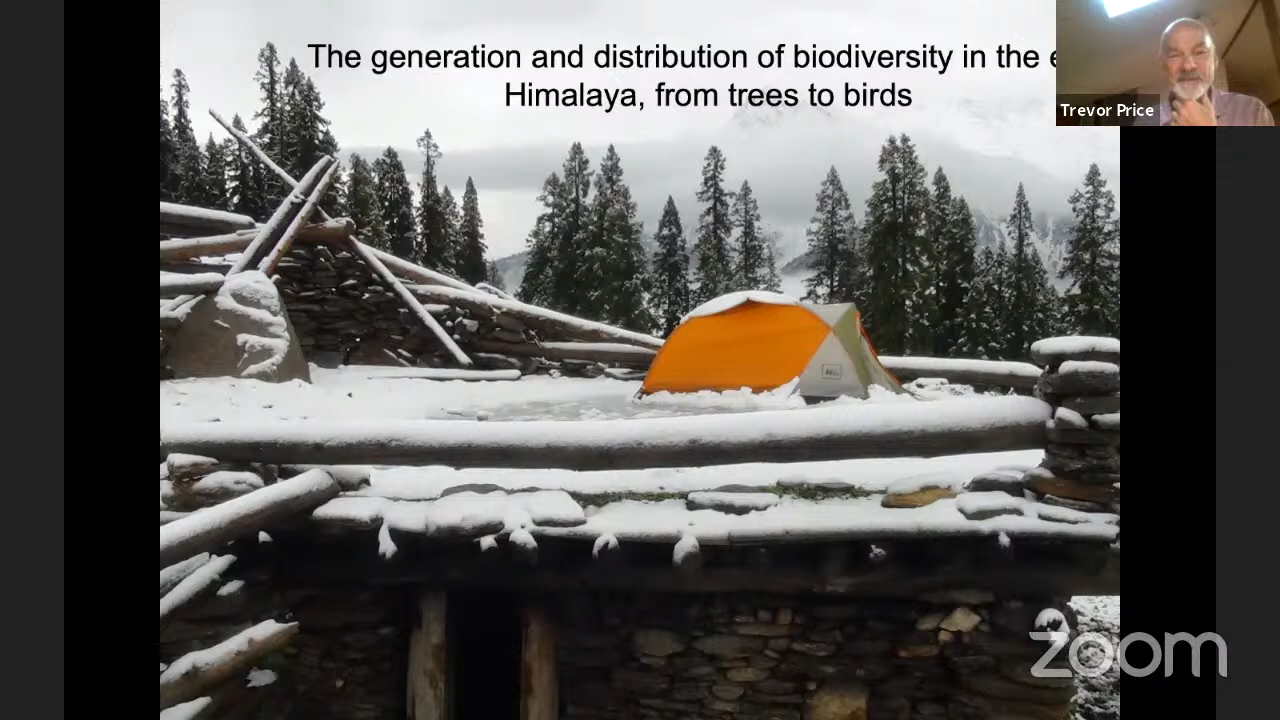 The generation and distribution of biodiversity in the
Himalaya, from trees to birds
Trevor Price
zoom